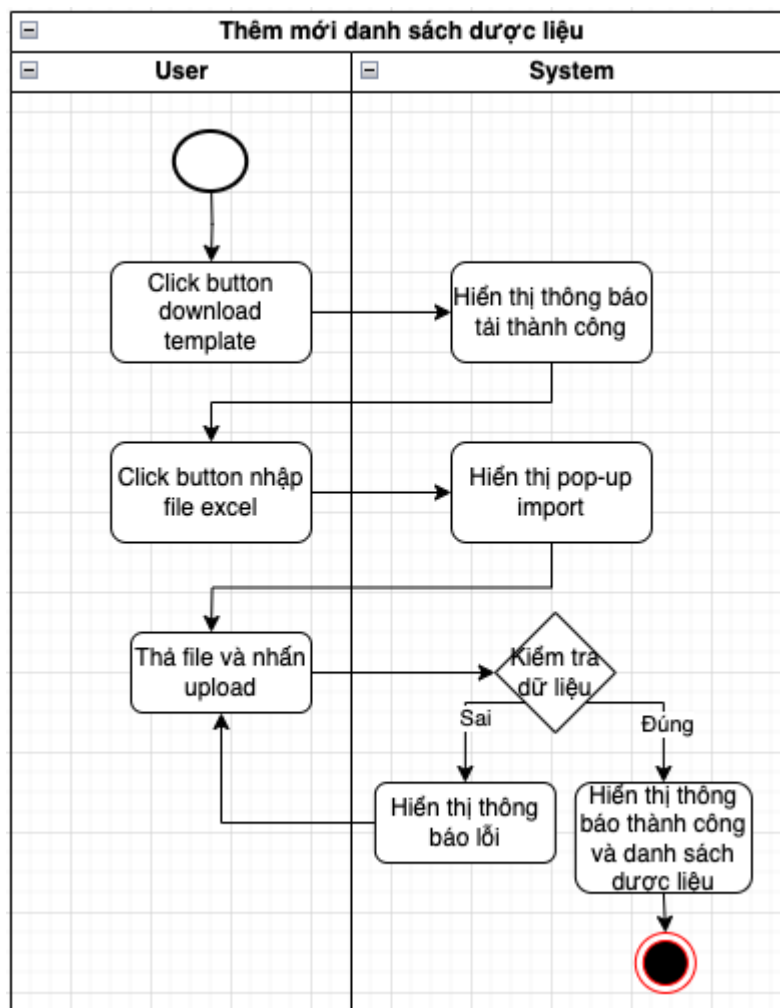 Thêm mới danh sách dược liệu
User
System
Click button
download
template
Hiển thị thông báo
tải thành công
Click button nhập
file excel
Hiển thị pop-up
import
Thả file và nhấn
upload
Kiểm tra
dữ liệu
Sai
Đúng
Hiển thị thông
báo lỗi
Hiển thị thông
báo thành công
và danh sách
dược liệu